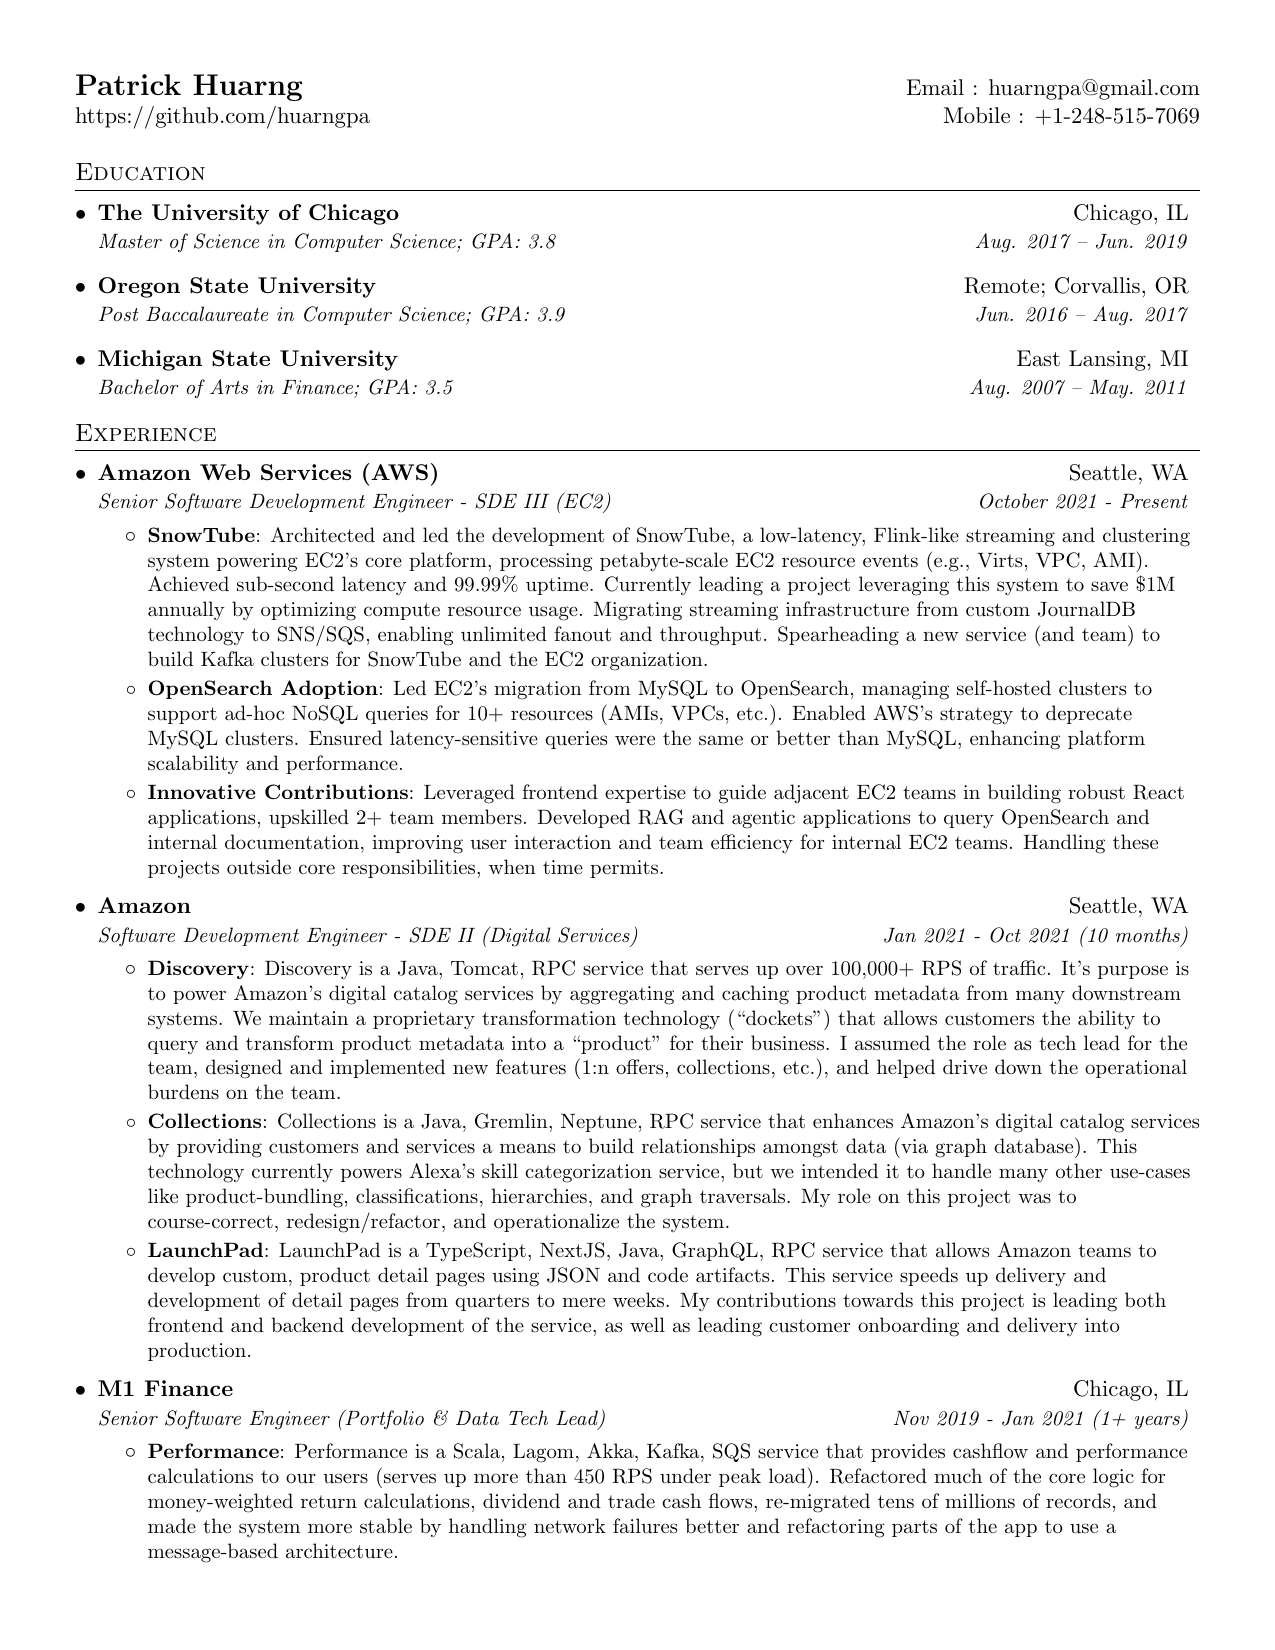 Patrick Huarng
Email : huarngpa@gmail.com
https://github.com/huarngpa
Mobile : +1-248-515-7069
Education
• The University of Chicago
Chicago, IL
Master of Science in Computer Science; GPA: 3.8
Aug. 2017 – Jun. 2019
• Oregon State University
Remote; Corvallis, OR
Post Baccalaureate in Computer Science; GPA: 3.9
Jun. 2016 – Aug. 2017
• Michigan State University
East Lansing, MI
Bachelor of Arts in Finance; GPA: 3.5
Aug. 2007 – May. 2011
Experience
• Amazon Web Services (AWS)
Seattle, WA
Senior Software Development Engineer - SDE III (EC2)
October 2021 - Present
◦ SnowTube: Architected and led the development of SnowTube, a low-latency, Flink-like streaming and clustering
system powering EC2's core platform, processing petabyte-scale EC2 resource events (e.g., Virts, VPC, AMI).
Achieved sub-second latency and 99.99% uptime. Currently leading a project leveraging this system to save $1M
annually by optimizing compute resource usage. Migrating streaming infrastructure from custom JournalDB
technology to SNS/SQS, enabling unlimited fanout and throughput. Spearheading a new service (and team) to
build Kafka clusters for SnowTube and the EC2 organization.
◦ OpenSearch Adoption: Led EC2's migration from MySQL to OpenSearch, managing self-hosted clusters to
support ad-hoc NoSQL queries for 10+ resources (AMIs, VPCs, etc.). Enabled AWS's strategy to deprecate
MySQL clusters. Ensured latency-sensitive queries were the same or better than MySQL, enhancing platform
scalability and performance.
◦ Innovative Contributions: Leveraged frontend expertise to guide adjacent EC2 teams in building robust React
applications, upskilled 2+ team members. Developed RAG and agentic applications to query OpenSearch and
internal documentation, improving user interaction and team efficiency for internal EC2 teams. Handling these
projects outside core responsibilities, when time permits.
• Amazon
Seattle, WA
Software Development Engineer - SDE II (Digital Services)
Jan 2021 - Oct 2021 (10 months)
◦ Discovery: Discovery is a Java, Tomcat, RPC service that serves up over 100,000+ RPS of traffic. It's purpose is
to power Amazon's digital catalog services by aggregating and caching product metadata from many downstream
systems. We maintain a proprietary transformation technology (“dockets”) that allows customers the ability to
query and transform product metadata into a “product” for their business. I assumed the role as tech lead for the
team, designed and implemented new features (1:n offers, collections, etc.), and helped drive down the operational
burdens on the team.
◦ Collections: Collections is a Java, Gremlin, Neptune, RPC service that enhances Amazon's digital catalog services
by providing customers and services a means to build relationships amongst data (via graph database). This
technology currently powers Alexa's skill categorization service, but we intended it to handle many other use-cases
like product-bundling, classifications, hierarchies, and graph traversals. My role on this project was to
course-correct, redesign/refactor, and operationalize the system.
◦ LaunchPad: LaunchPad is a TypeScript, NextJS, Java, GraphQL, RPC service that allows Amazon teams to
develop custom, product detail pages using JSON and code artifacts. This service speeds up delivery and
development of detail pages from quarters to mere weeks. My contributions towards this project is leading both
frontend and backend development of the service, as well as leading customer onboarding and delivery into
production.
• M1 Finance
Chicago, IL
Senior Software Engineer (Portfolio & Data Tech Lead)
Nov 2019 - Jan 2021 (1+ years)
◦ Performance: Performance is a Scala, Lagom, Akka, Kafka, SQS service that provides cashflow and performance
calculations to our users (serves up more than 450 RPS under peak load). Refactored much of the core logic for
money-weighted return calculations, dividend and trade cash flows, re-migrated tens of millions of records, and
made the system more stable by handling network failures better and refactoring parts of the app to use a
message-based architecture.